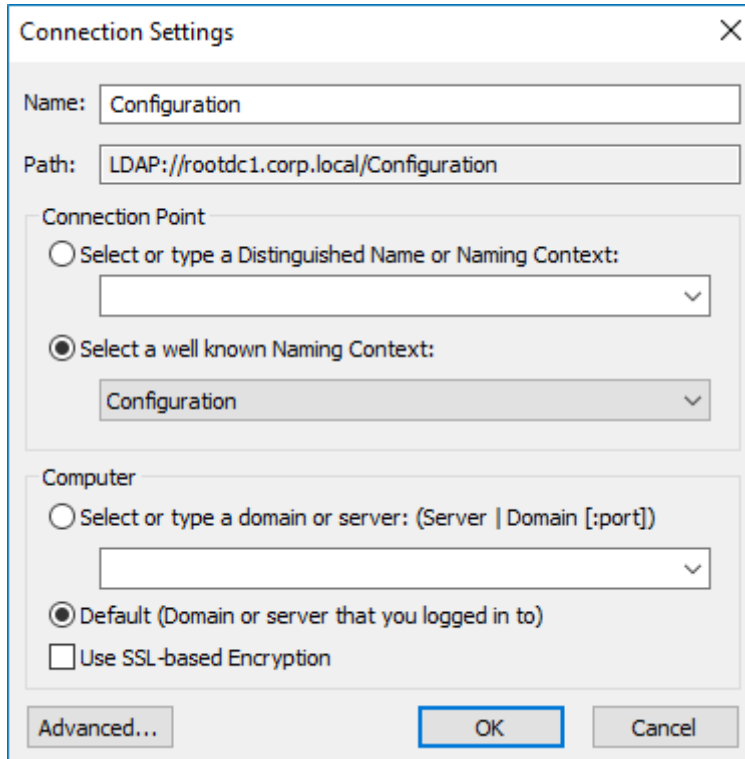 Connection Settings
Name: Configuration
Path: LDAP://rootdc1.corp.local/Configuration
Connection Point
Select or type a Distinguished Name or Naming Context:
Select a well known Naming Context:
Configuration
Computer
Select or type a domain or server: (Server | Domain [:port])
Default (Domain or server that you logged in to)
Use SSL-based Encryption
Advanced... OK Cancel